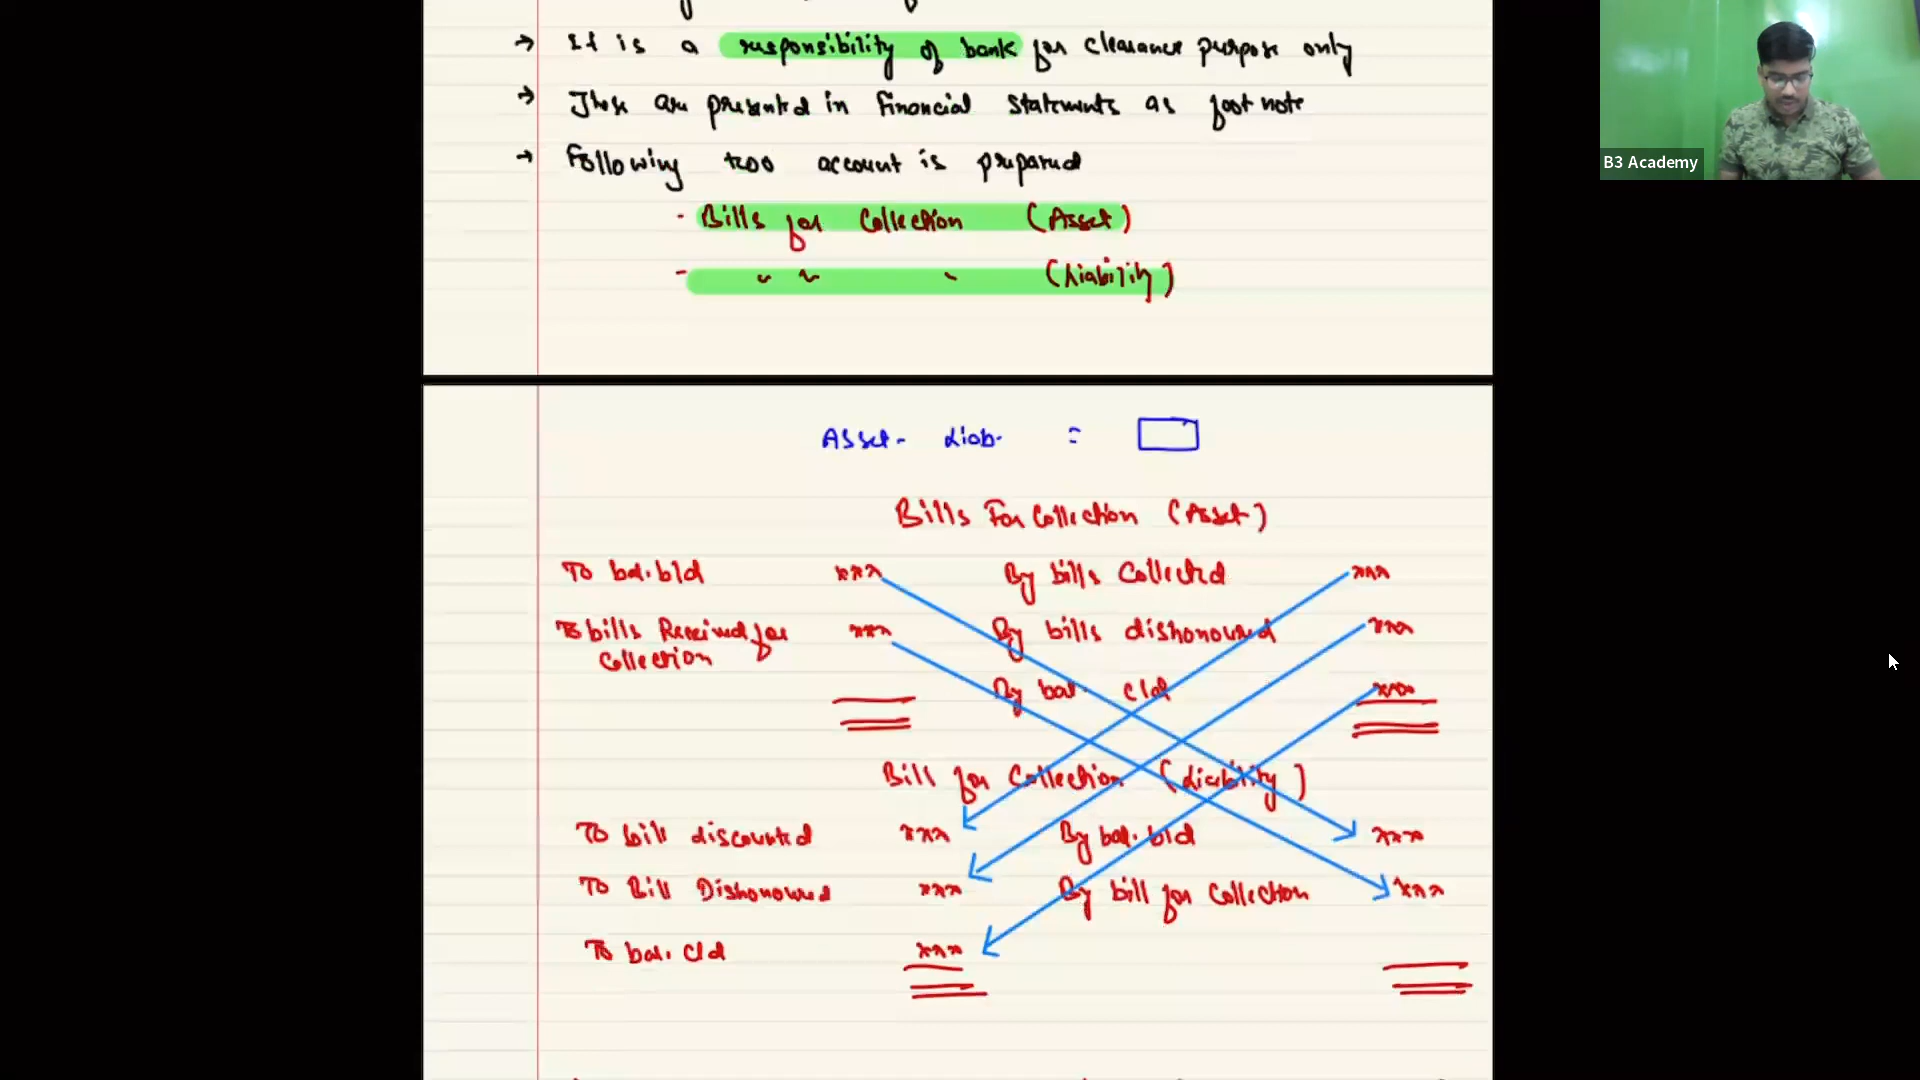 → It is a responsibility of bank for clearance purpose only
→ These are presented in financial statements as foot note
→ Following two account is prepared
- Bills for Collection (Asset)
- " " " (Liability)
B3 Academy
Asset - Liab. =
Bills For Collection (Asset)
To bal. b/d xxx By bills Collected xxx
To bills Received for Collection xxx By bills dishonoured xxx
By bal. c/d xxx
Bill for Collection (Liability)
To bill discounted xxx By bal. b/d xxx
To Bill Dishonoured xxx By bill for Collection xxx
To bal. c/d xxx